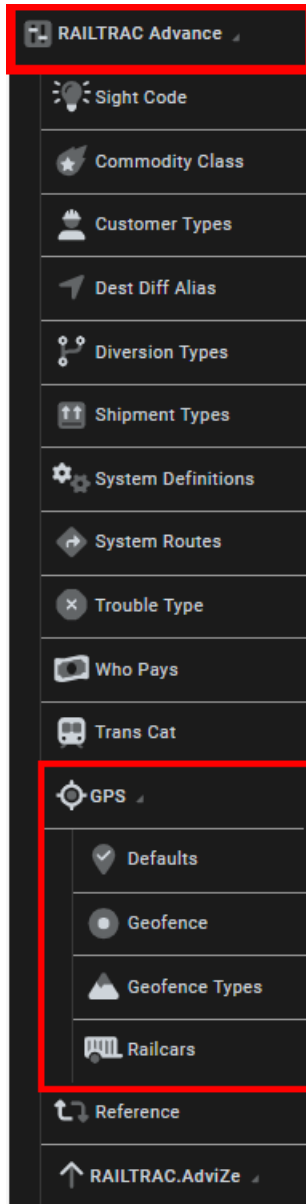 RAILTRAC Advance
Sight Code
Commodity Class
Customer Types
Dest Diff Alias
Diversion Types
Shipment Types
System Definitions
System Routes
Trouble Type
Who Pays
Trans Cat
GPS
Defaults
Geofence
Geofence Types
Railcars
Reference
RAILTRAC.AdviZe